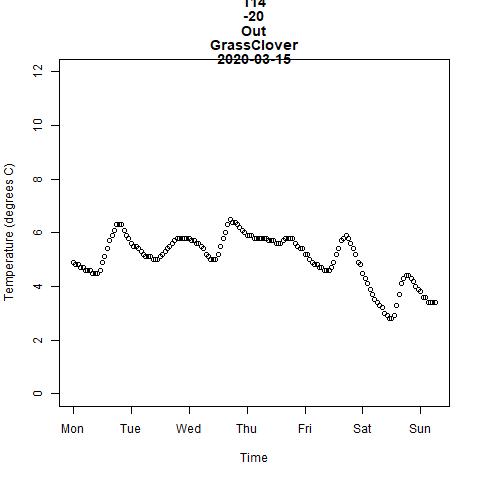 114
-20
Out
GrassClover
2020-03-15
12
10
8
6
4
2
0
Temperature (degrees C)
Mon Tue Wed Thu Fri Sat Sun
Time